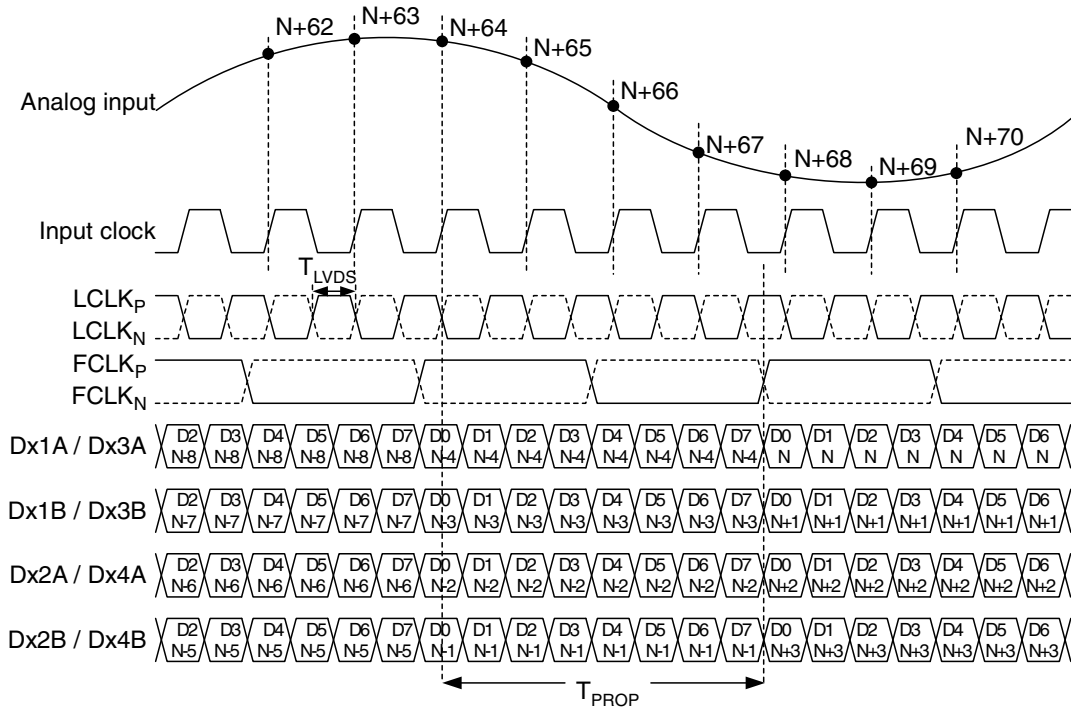 N+62
N+63
N+64
N+65
N+66
N+67
N+68
N+69
N+70
Analog input
Input clock
T_LVDS
LCLK_P
LCLK_N
FCLK_P
FCLK_N
Dx1A / Dx3A
D2 D3 D4 D5 D6 D7 D0 D1 D2 D3 D4 D5 D6 D7 D0 D1 D2 D3 D4 D5 D6
N-8 N-8 N-8 N-8 N-8 N-8 N-4 N-4 N-4 N-4 N-4 N-4 N-4 N-4 N N N N N N N
Dx1B / Dx3B
D2 D3 D4 D5 D6 D7 D0 D1 D2 D3 D4 D5 D6 D7 D0 D1 D2 D3 D4 D5 D6
N-7 N-7 N-7 N-7 N-7 N-7 N-3 N-3 N-3 N-3 N-3 N-3 N-3 N-3 N+1 N+1 N+1 N+1 N+1 N+1 N+1
Dx2A / Dx4A
D2 D3 D4 D5 D6 D7 D0 D1 D2 D3 D4 D5 D6 D7 D0 D1 D2 D3 D4 D5 D6
N-6 N-6 N-6 N-6 N-6 N-6 N-2 N-2 N-2 N-2 N-2 N-2 N-2 N-2 N+2 N+2 N+2 N+2 N+2 N+2 N+2
Dx2B / Dx4B
D2 D3 D4 D5 D6 D7 D0 D1 D2 D3 D4 D5 D6 D7 D0 D1 D2 D3 D4 D5 D6
N-5 N-5 N-5 N-5 N-5 N-5 N-1 N-1 N-1 N-1 N-1 N-1 N-1 N-1 N+3 N+3 N+3 N+3 N+3 N+3 N+3
T_PROP